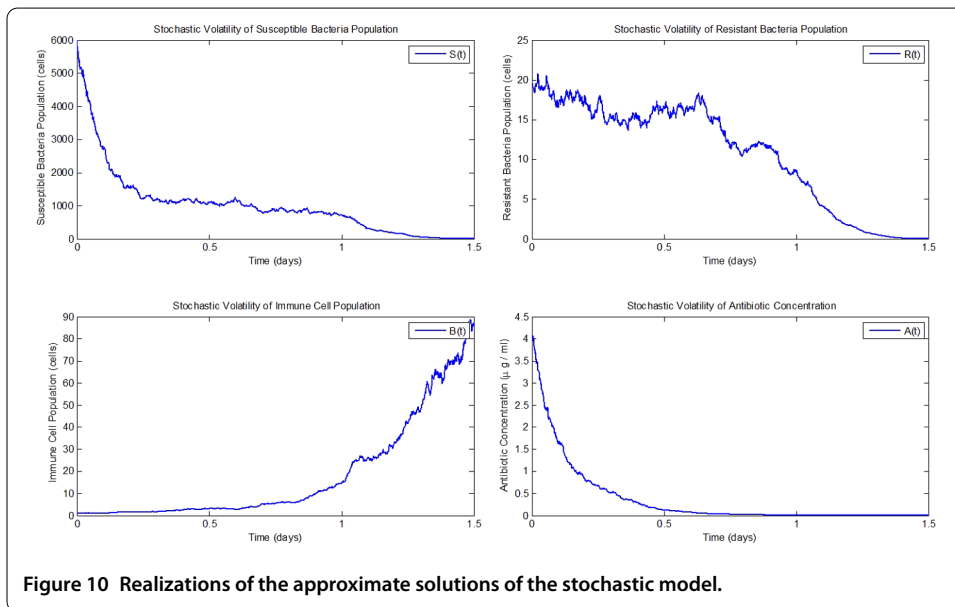 Stochastic Volatility of Susceptible Bacteria Population
Susceptible Bacteria Population (cells)
6000
5000
4000
3000
2000
1000
0
S(t)
0 0.5 1 1.5
Time (days)
Stochastic Volatility of Resistant Bacteria Population
Resistant Bacteria Population (cells)
25
20
15
10
5
0
R(t)
0 0.5 1 1.5
Time (days)
Stochastic Volatility of Immune Cell Population
Immune Cell Population (cells)
90
80
70
60
50
40
30
20
10
0
B(t)
0 0.5 1 1.5
Time (days)
Stochastic Volatility of Antibiotic Concentration
Antibiotic Concentration (μ g / ml)
4.5
4
3.5
3
2.5
2
1.5
1
0.5
0
A(t)
0 0.5 1 1.5
Time (days)
Figure 10 Realizations of the approximate solutions of the stochastic model.